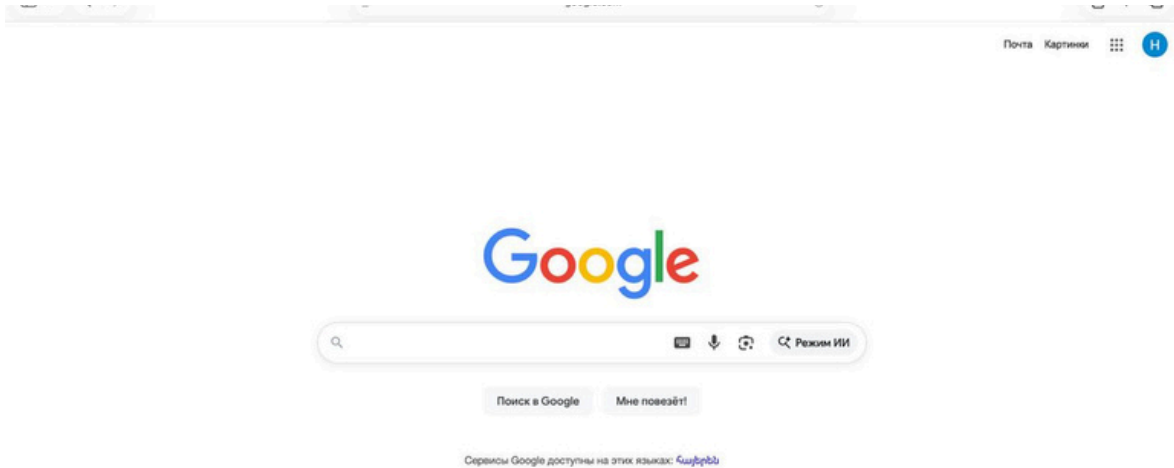 Почта Картинки H
Google
Режим ИИ
Поиск в Google Мне повезёт!
Сервисы Google доступны на этих языках: հայերեն